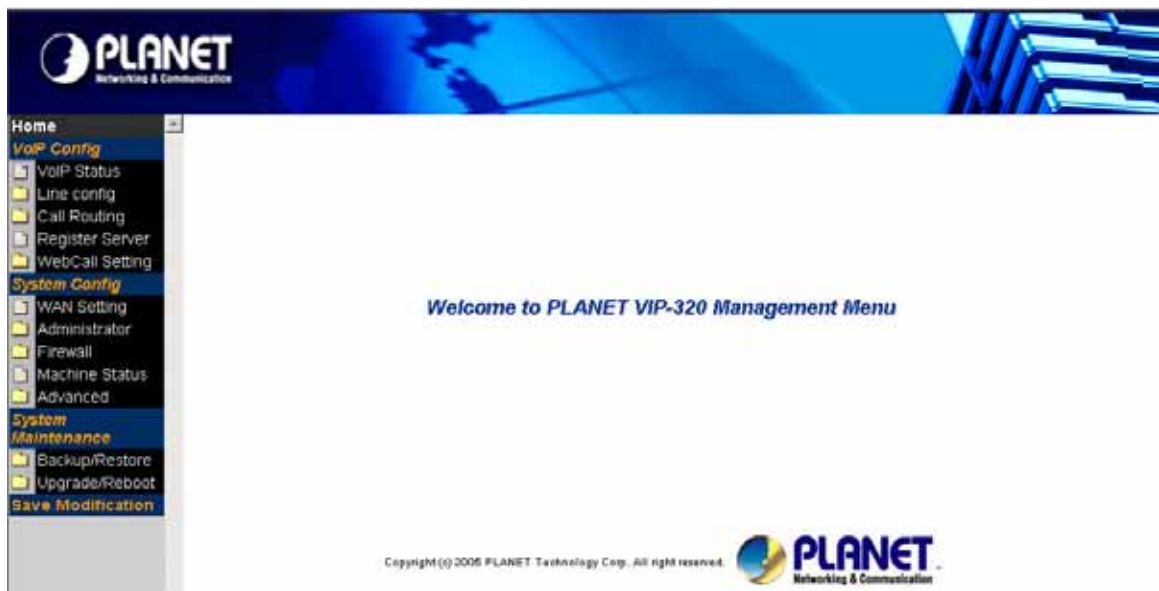 PLANET
Networking & Communication
Home
VoIP Config
VoIP Status
Line config
Call Routing
Register Server
WebCall Setting
System Config
WAN Setting
Administrator
Firewall
Machine Status
Advanced
System
Maintenance
Backup/Restore
Upgrade/Reboot
Save Modification
Welcome to PLANET VIP-320 Management Menu
Copyright (c) 2005 PLANET Technology Corp. All right reserved.
PLANET
Networking & Communication